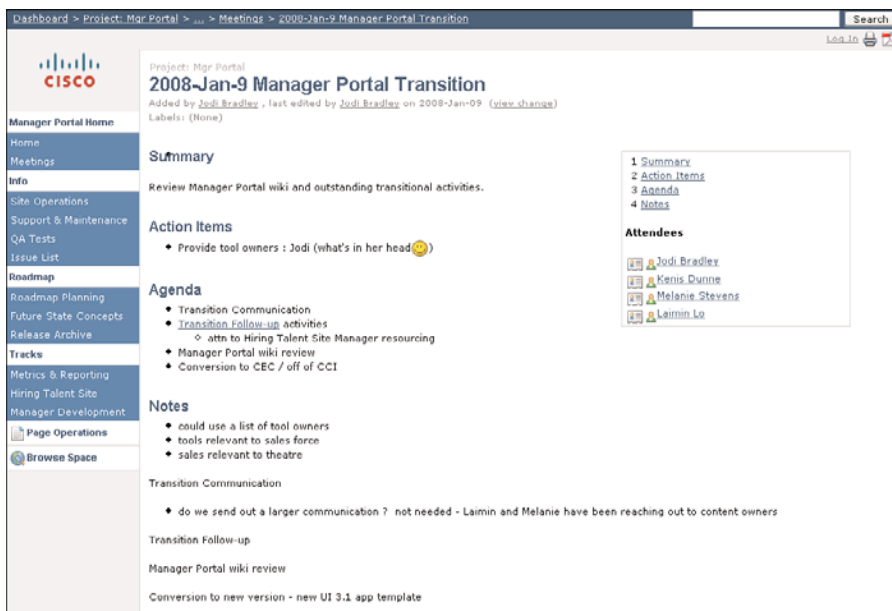 Dashboard > Project: Mgr Portal > ... > Meetings > 2008-Jan-9 Manager Portal Transition
Search
Log In
CISCO
Project: Mgr Portal
2008-Jan-9 Manager Portal Transition
Added by Jodi Bradley , last edited by Jodi Bradley on 2008-Jan-09 (view change)
Labels: (None)
Manager Portal Home
Home
Meetings
Info
Site Operations
Support & Maintenance
QA Tests
Issue List
Roadmap
Roadmap Planning
Future State Concepts
Release Archive
Tracks
Metrics & Reporting
Hiring Talent Site
Manager Development
Page Operations
Browse Space
Summary
Review Manager Portal wiki and outstanding transitional activities.
Action Items
Provide tool owners : Jodi (what's in her head )
Agenda
Transition Communication
Transition Follow-up activities
attn to Hiring Talent Site Manager resourcing
Manager Portal wiki review
Conversion to CEC / off of CCI
Notes
could use a list of tool owners
tools relevant to sales force
sales relevant to theatre
Transition Communication
do we send out a larger communication ? not needed - Laimin and Melanie have been reaching out to content owners
Transition Follow-up
Manager Portal wiki review
Conversion to new version - new UI 3.1 app template
1 Summary
2 Action Items
3 Agenda
4 Notes
Attendees
Jodi Bradley
Kenis Dunne
Melanie Stevens
Laimin Lo